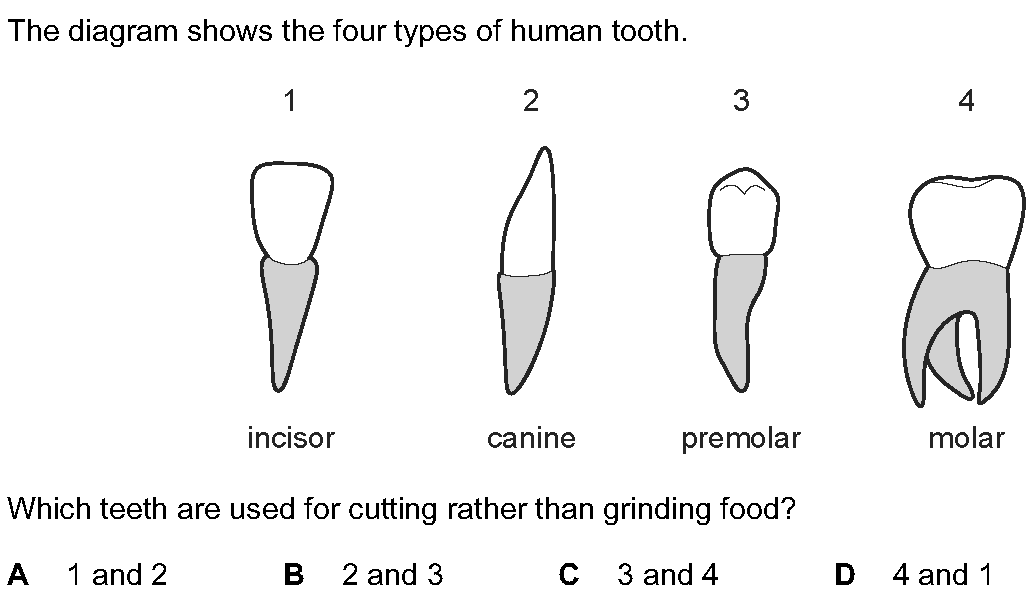 The diagram shows the four types of human tooth.
1 2 3 4
incisor canine premolar molar
Which teeth are used for cutting rather than grinding food?
A 1 and 2 B 2 and 3 C 3 and 4 D 4 and 1